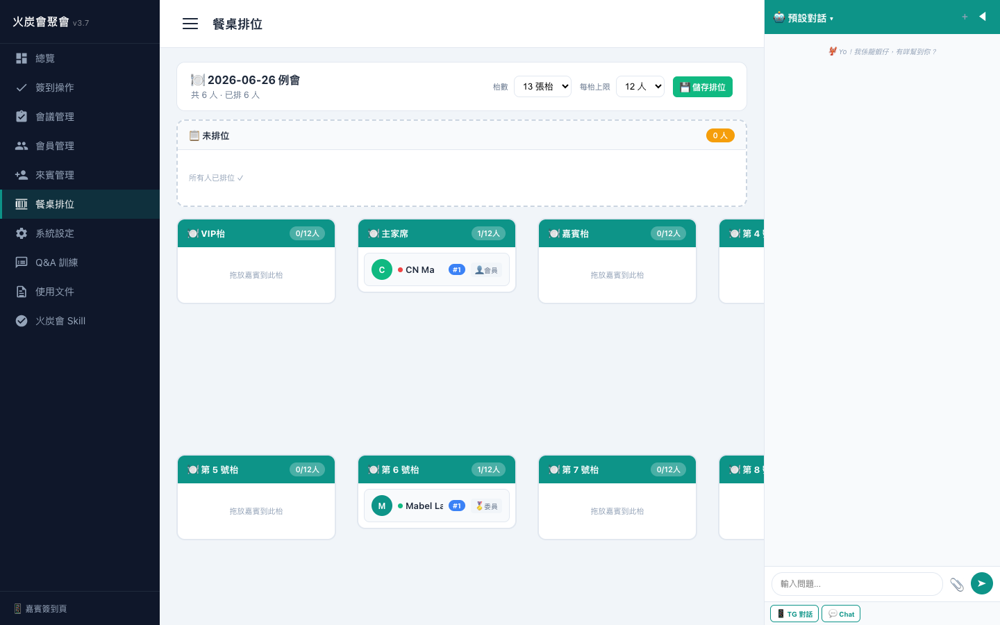 火炭會聚會 v3.7
總覽
簽到操作
會議管理
會員管理
來賓管理
餐桌排位
系統設定
Q&A 訓練
使用文件
火炭會 Skill
嘉賓簽到頁
餐桌排位
2026-06-26 例會
共 6 人 · 已排 6 人
枱數 13 張枱 每枱上限 12 人 儲存排位
未排位 0 人
所有人已排位 ✓
VIP枱 0/12人
拖放嘉賓到此枱
主家席 1/12人
C CN Ma #1 會員
嘉賓枱 0/12人
拖放嘉賓到此枱
第 4
第 5 號枱 0/12人
拖放嘉賓到此枱
第 6 號枱 1/12人
M Mabel La #1 委員
第 7 號枱 0/12人
拖放嘉賓到此枱
第 8
預設對話 ▾ +
Yo！我係龍蝦仔，有咩幫到你？
輸入問題...
TG 對話 Chat